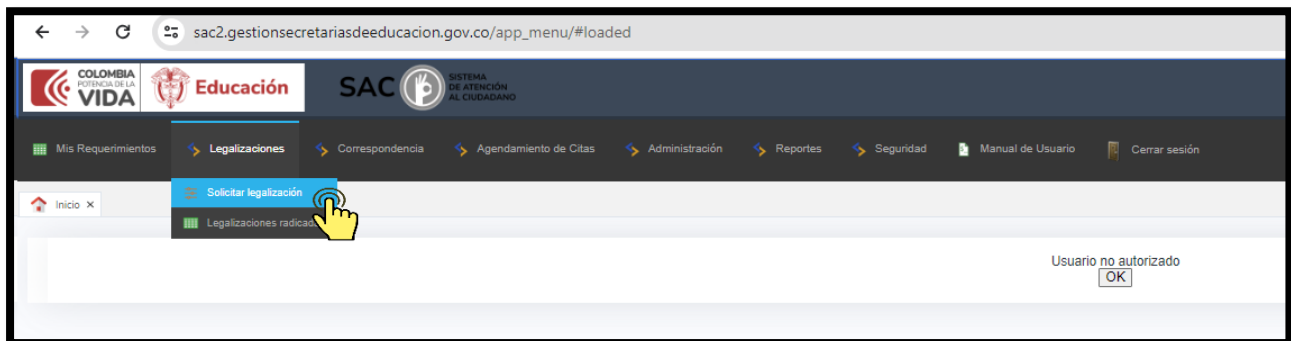 sac2.gestionsecretariasdeeducacion.gov.co/app_menu/#loaded
COLOMBIA
POTENCIA DE LA
VIDA
Educación
SAC
SISTEMA
DE ATENCIÓN
AL CIUDADANO
Mis Requerimientos Legalizaciones Correspondencia Agendamiento de Citas Administración Reportes Seguridad Manual de Usuario Cerrar sesión
Solicitar legalización
Inicio ×
Legalizaciones
Usuario no autorizado
OK